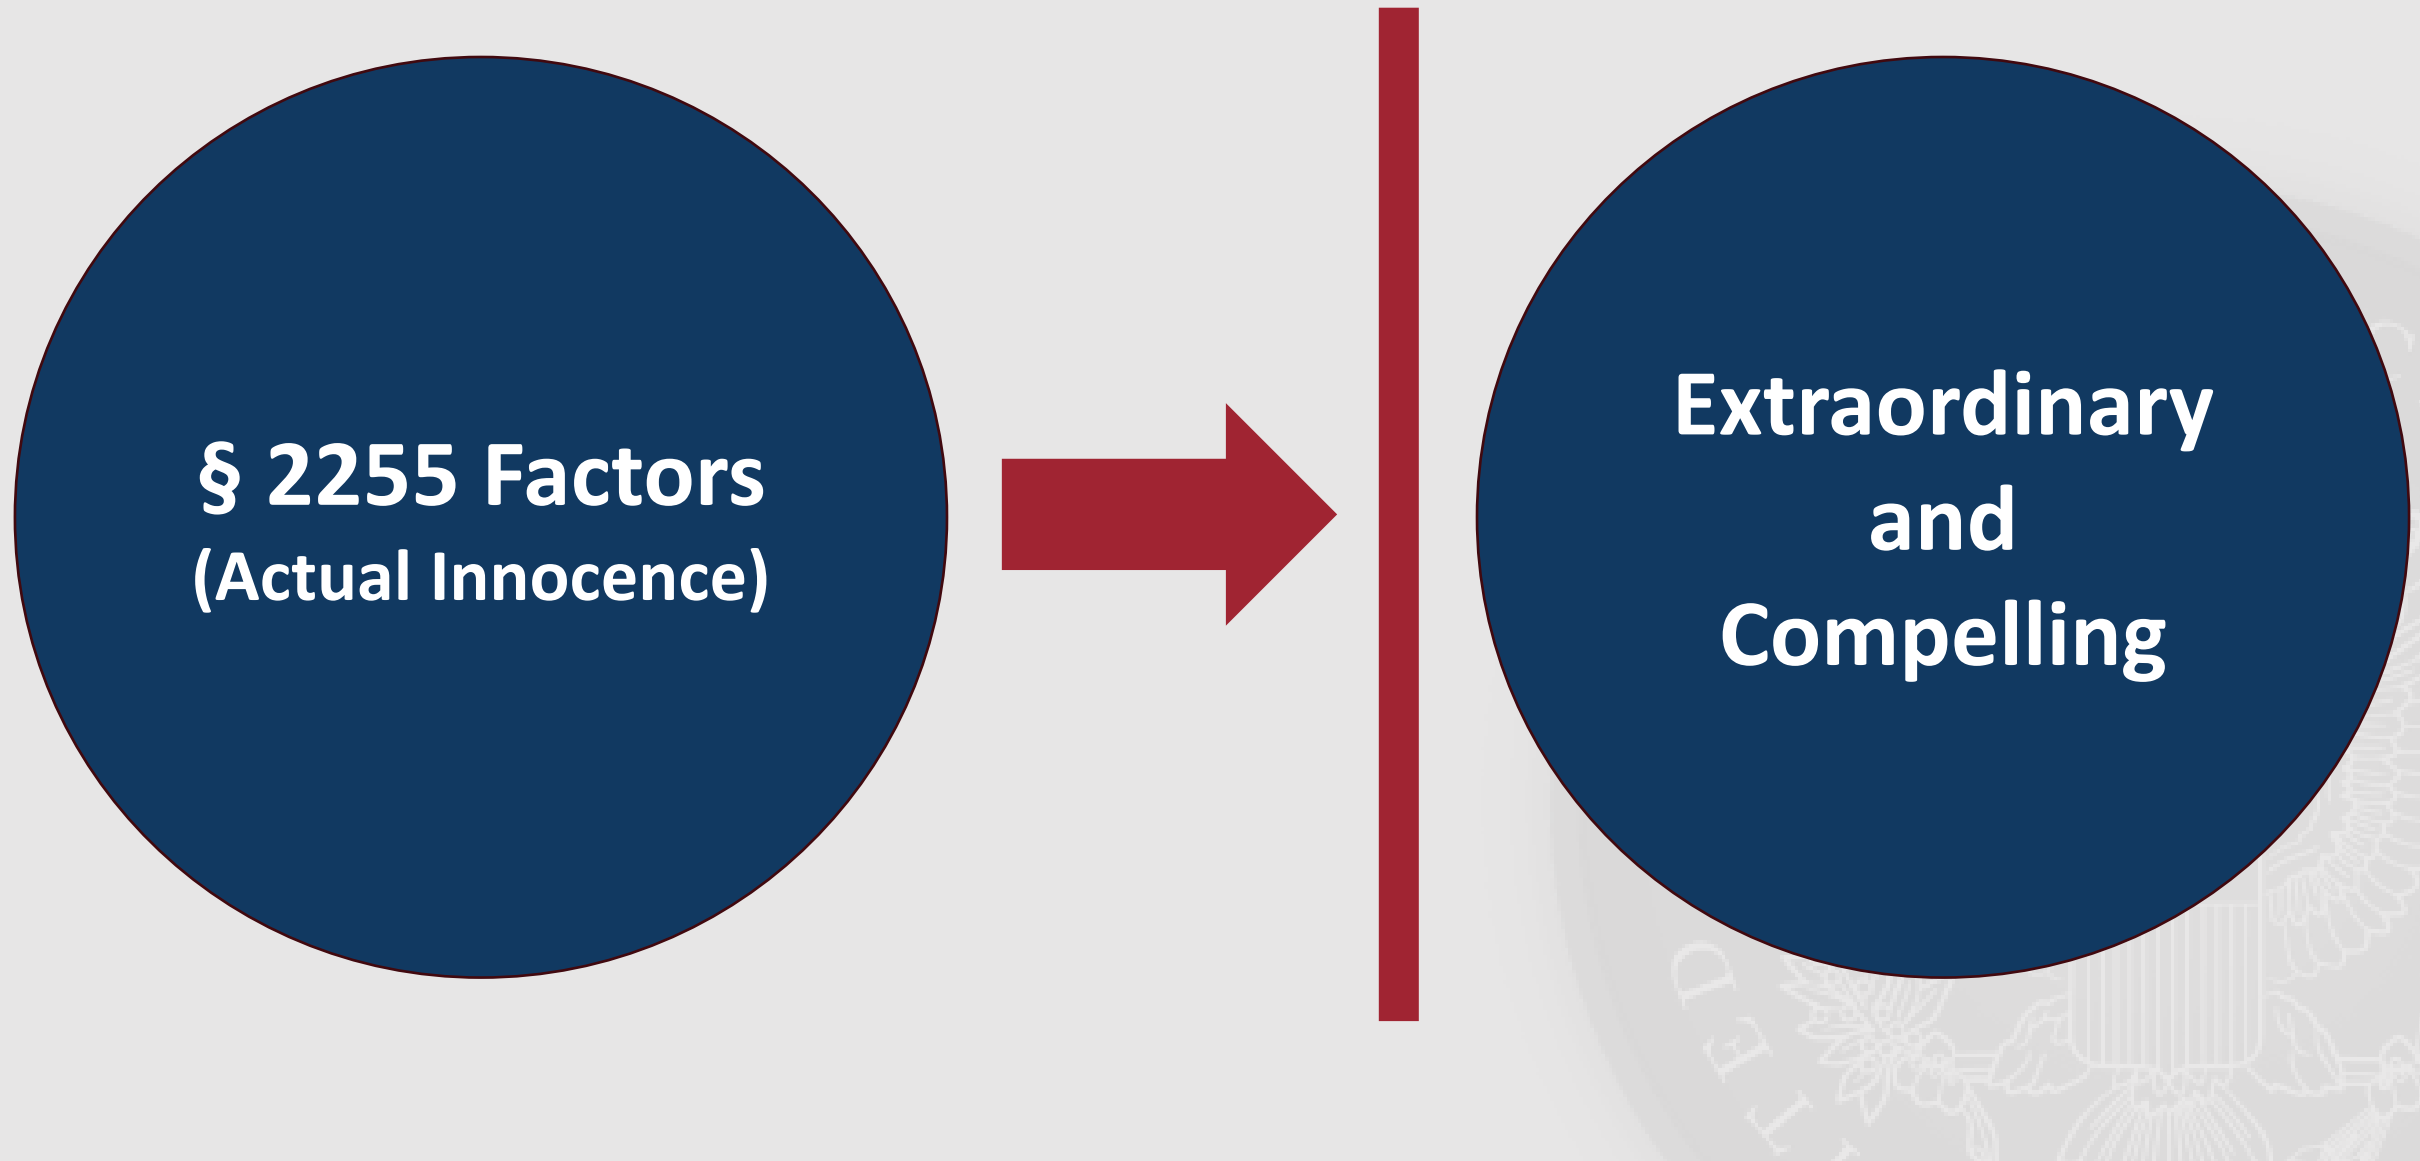 § 2255 Factors
(Actual Innocence)
Extraordinary
and
Compelling